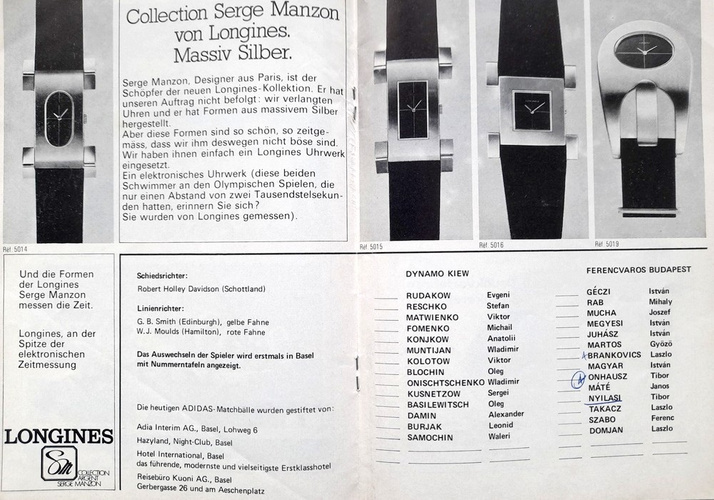 Collection Serge Manzon
von Longines.
Massiv Silber.
Serge Manzon, Designer aus Paris, ist der
Schöpfer der neuen Longines-Kollektion. Er hat
unseren Auftrag nicht befolgt: wir verlangten
Uhren und er hat Formen aus massivem Silber
hergestellt.
Aber diese Formen sind so schön, so zeitge-
mäss, dass wir ihm deswegen nicht böse sind.
Wir haben ihnen einfach ein Longines Uhrwerk
eingesetzt.
Ein elektronisches Uhrwerk (diese beiden
Schwimmer an den Olympischen Spielen, die
nur einen Abstand von zwei Tausendstelsekun-
den hatten, erinnern Sie sich?
Sie wurden von Longines gemessen).
Réf. 5014
Réf. 5015
Réf. 5016
Réf. 5019
Und die Formen
der Longines
Serge Manzon
messen die Zeit.
Longines, an der
Spitze der
elektronischen
Zeitmessung
LONGINES
Sm
COLLECTION
ARGENT
SERGE MANZON
Schiedsrichter:
Robert Holley Davidson (Schottland)
Linienrichter:
G. B. Smith (Edinburgh), gelbe Fahne
W. J. Moulds (Hamilton), rote Fahne
Das Auswechseln der Spieler wird erstmals in Basel
mit Nummerntafeln angezeigt.
Die heutigen ADIDAS-Matchbälle wurden gestiftet von:
Adia Interim AG., Basel, Lohweg 6
Hazyland, Night-Club, Basel
Hotel International, Basel
das führende, modernste und vielseitigste Erstklasshotel
Reisebüro Kuoni AG., Basel
Gerbergasse 26 und am Aeschenplatz
DYNAMO KIEW
RUDAKOW Evgeni
RESCHKO Stefan
MATWIENKO Viktor
FOMENKO Michail
KONJKOW Anatolii
MUNTIJAN Wladimir
KOLOTOW Viktor
BLOCHIN Oleg
ONISCHTSCHENKO Wladimir
KUSNETZOW Sergei
BASILEWITSCH Oleg
DAMIN Alexander
BURJAK Leonid
SAMOCHIN Waleri
FERENCVAROS BUDAPEST
GÉCZI István
RAB Mihaly
MUCHA Joszef
MEGYESI István
JUHÁSZ István
MARTOS Gyözö
BRANKOVICS Laszlo
MAGYAR István
ONHAUSZ Tibor
MÁTÉ Janos
NYILASI Tibor
TAKACZ Laszlo
SZABO Ferenc
DOMJAN Laszlo